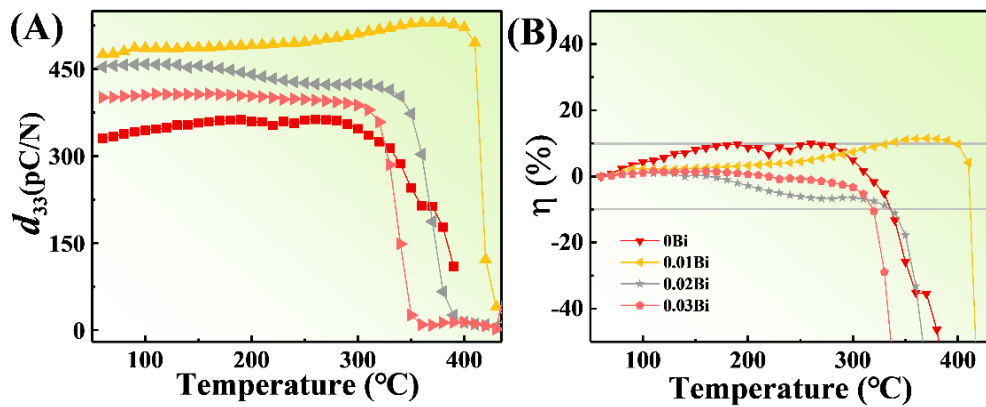 (A)
d33(pC/N)
450
300
150
0
100
200
300
400
Temperature (℃)
(B)
η (%)
40
20
0
-20
-40
0Bi
0.01Bi
0.02Bi
0.03Bi
100
200
300
400
Temperature (℃)